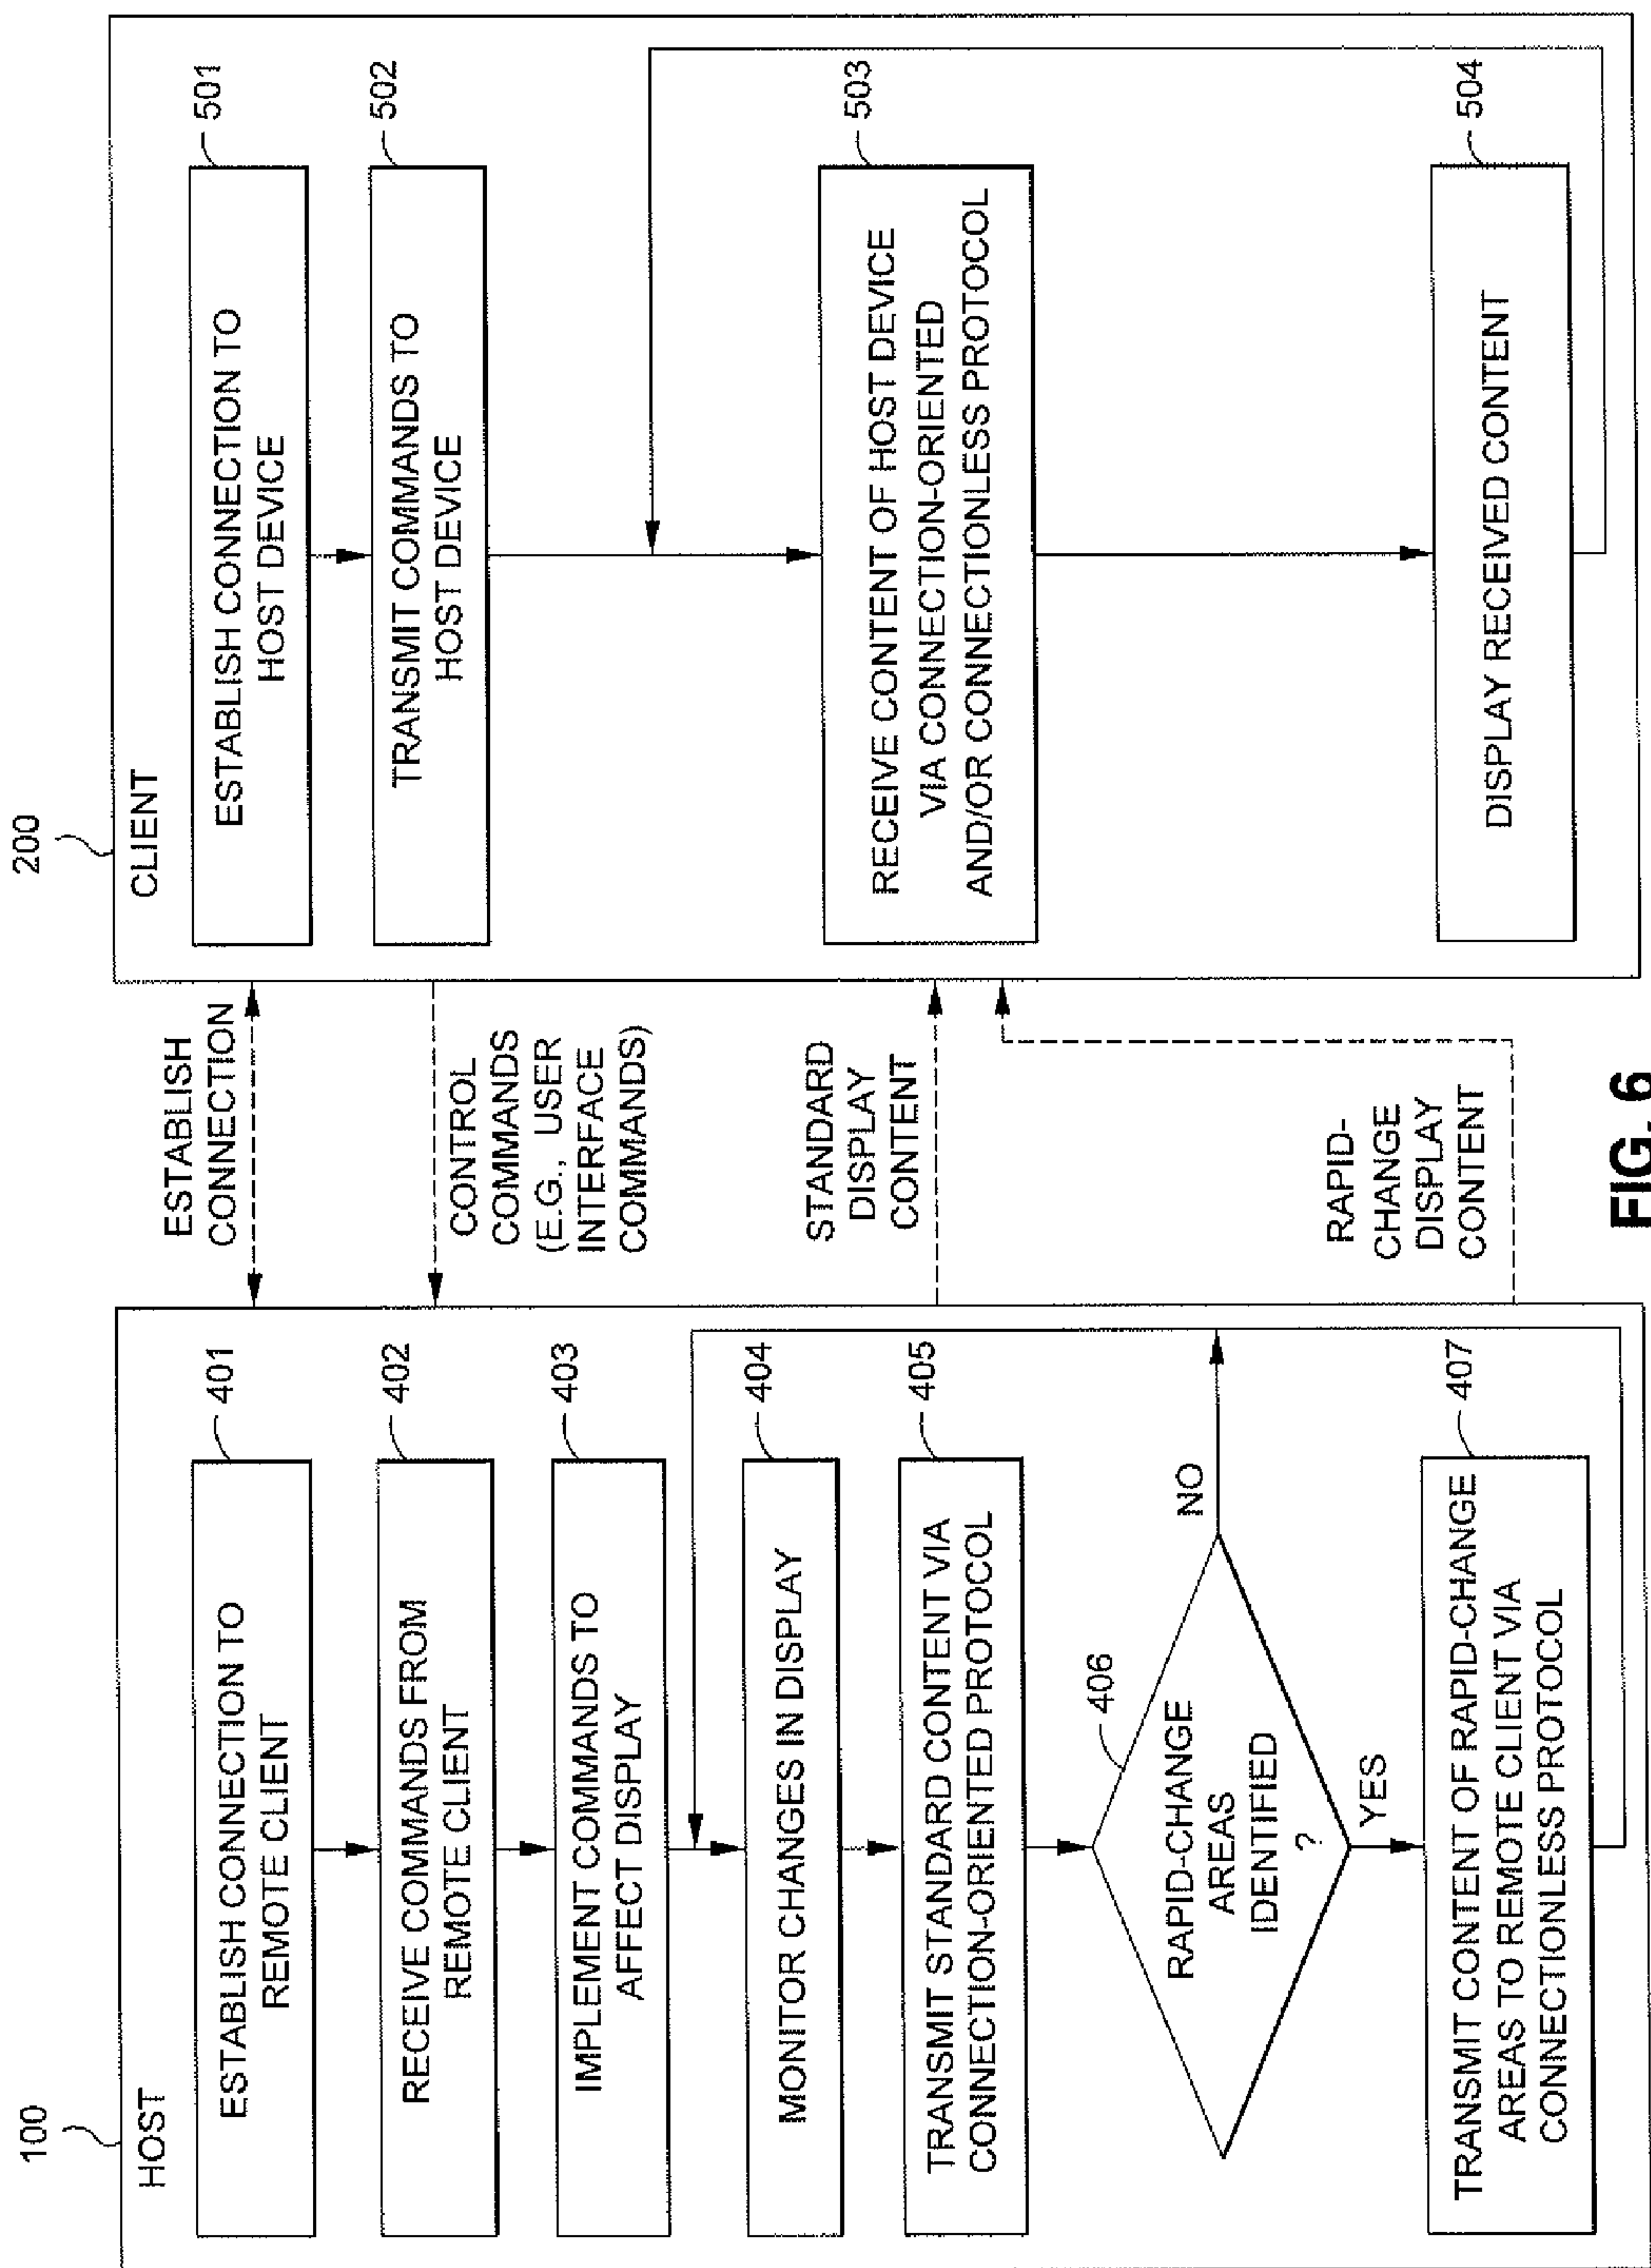 100
HOST
ESTABLISH CONNECTION TO
REMOTE CLIENT
401
RECEIVE COMMANDS FROM
REMOTE CLIENT
402
IMPLEMENT COMMANDS TO
AFFECT DISPLAY
403
MONITOR CHANGES IN DISPLAY
404
TRANSMIT STANDARD CONTENT VIA
CONNECTION-ORIENTED PROTOCOL
405
RAPID-CHANGE
AREAS
IDENTIFIED
?
406
NO
YES
TRANSMIT CONTENT OF RAPID-CHANGE
AREAS TO REMOTE CLIENT VIA
CONNECTIONLESS PROTOCOL
407
ESTABLISH
CONNECTION
CONTROL
COMMANDS
(E.G., USER
INTERFACE
COMMANDS)
STANDARD
DISPLAY
CONTENT
RAPID-
CHANGE
DISPLAY
CONTENT
200
CLIENT
ESTABLISH CONNECTION TO
HOST DEVICE
501
TRANSMIT COMMANDS TO
HOST DEVICE
502
RECEIVE CONTENT OF HOST DEVICE
VIA CONNECTION-ORIENTED
AND/OR CONNECTIONLESS PROTOCOL
503
DISPLAY RECEIVED CONTENT
504
FIG. 6